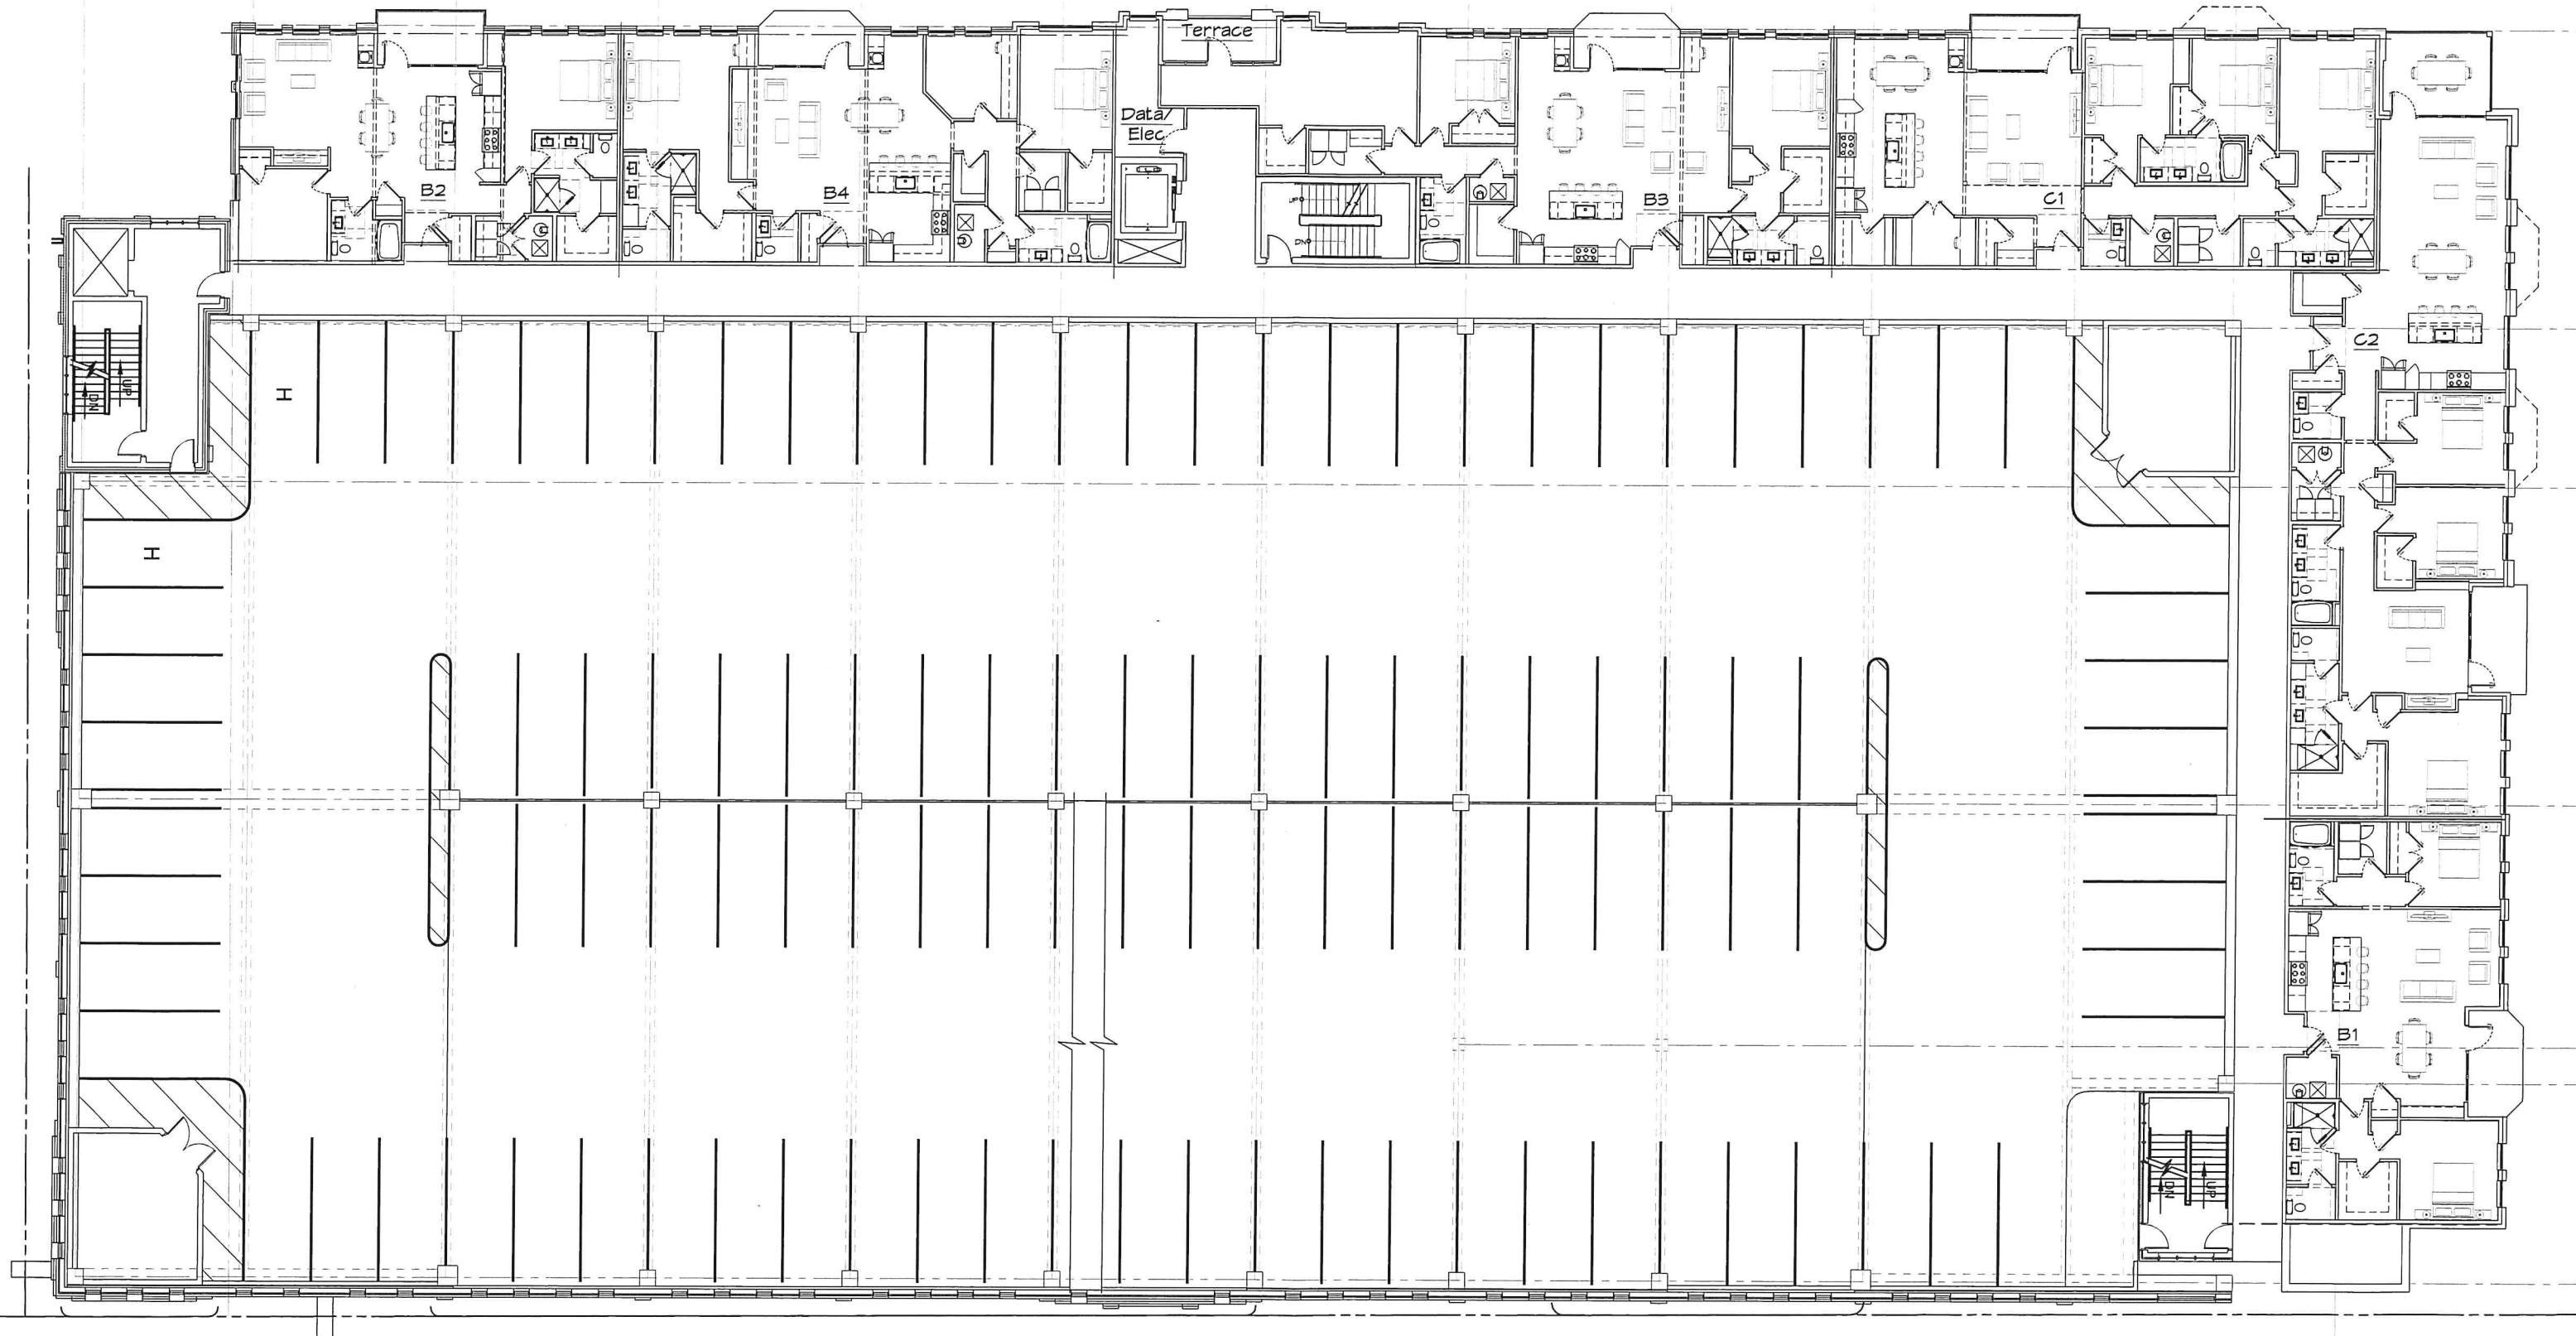 Terrace
Data/
Elec
B2
B4
B3
C1
UP
DN
C2
H
UP
DN
H
B1
UP
DN